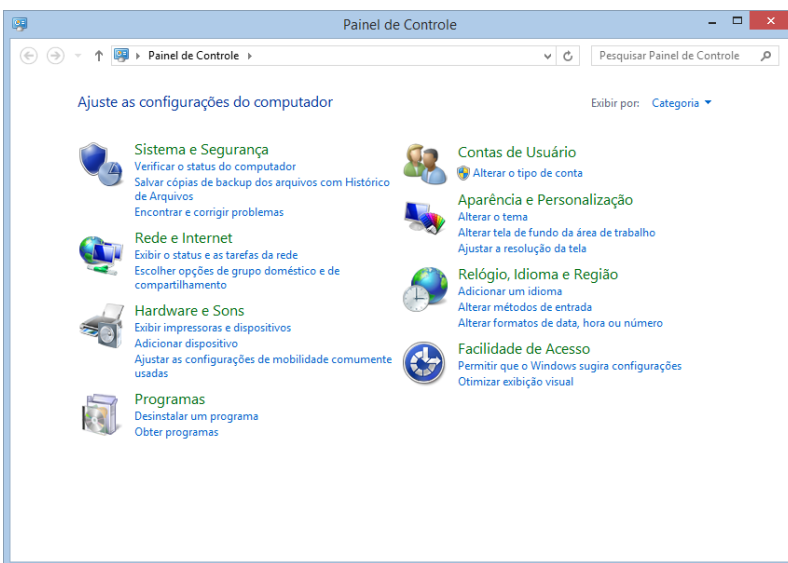 Painel de Controle
Painel de Controle
Pesquisar Painel de Controle
Ajuste as configurações do computador
Exibir por: Categoria
Sistema e Segurança
Verificar o status do computador
Salvar cópias de backup dos arquivos com Histórico
de Arquivos
Encontrar e corrigir problemas
Rede e Internet
Exibir o status e as tarefas da rede
Escolher opções de grupo doméstico e de
compartilhamento
Hardware e Sons
Exibir impressoras e dispositivos
Adicionar dispositivo
Ajustar as configurações de mobilidade comumente
usadas
Programas
Desinstalar um programa
Obter programas
Contas de Usuário
Alterar o tipo de conta
Aparência e Personalização
Alterar o tema
Alterar tela de fundo da área de trabalho
Ajustar a resolução da tela
Relógio, Idioma e Região
Adicionar um idioma
Alterar métodos de entrada
Alterar formatos de data, hora ou número
Facilidade de Acesso
Permitir que o Windows sugira configurações
Otimizar exibição visual